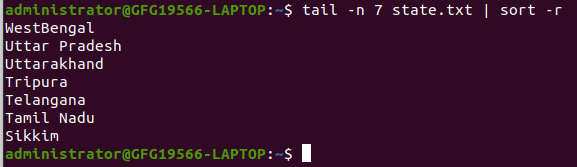 administrator@GFG19566-LAPTOP:~$ tail -n 7 state.txt | sort -r
WestBengal
Uttar Pradesh
Uttarakhand
Tripura
Telangana
Tamil Nadu
Sikkim
administrator@GFG19566-LAPTOP:~$